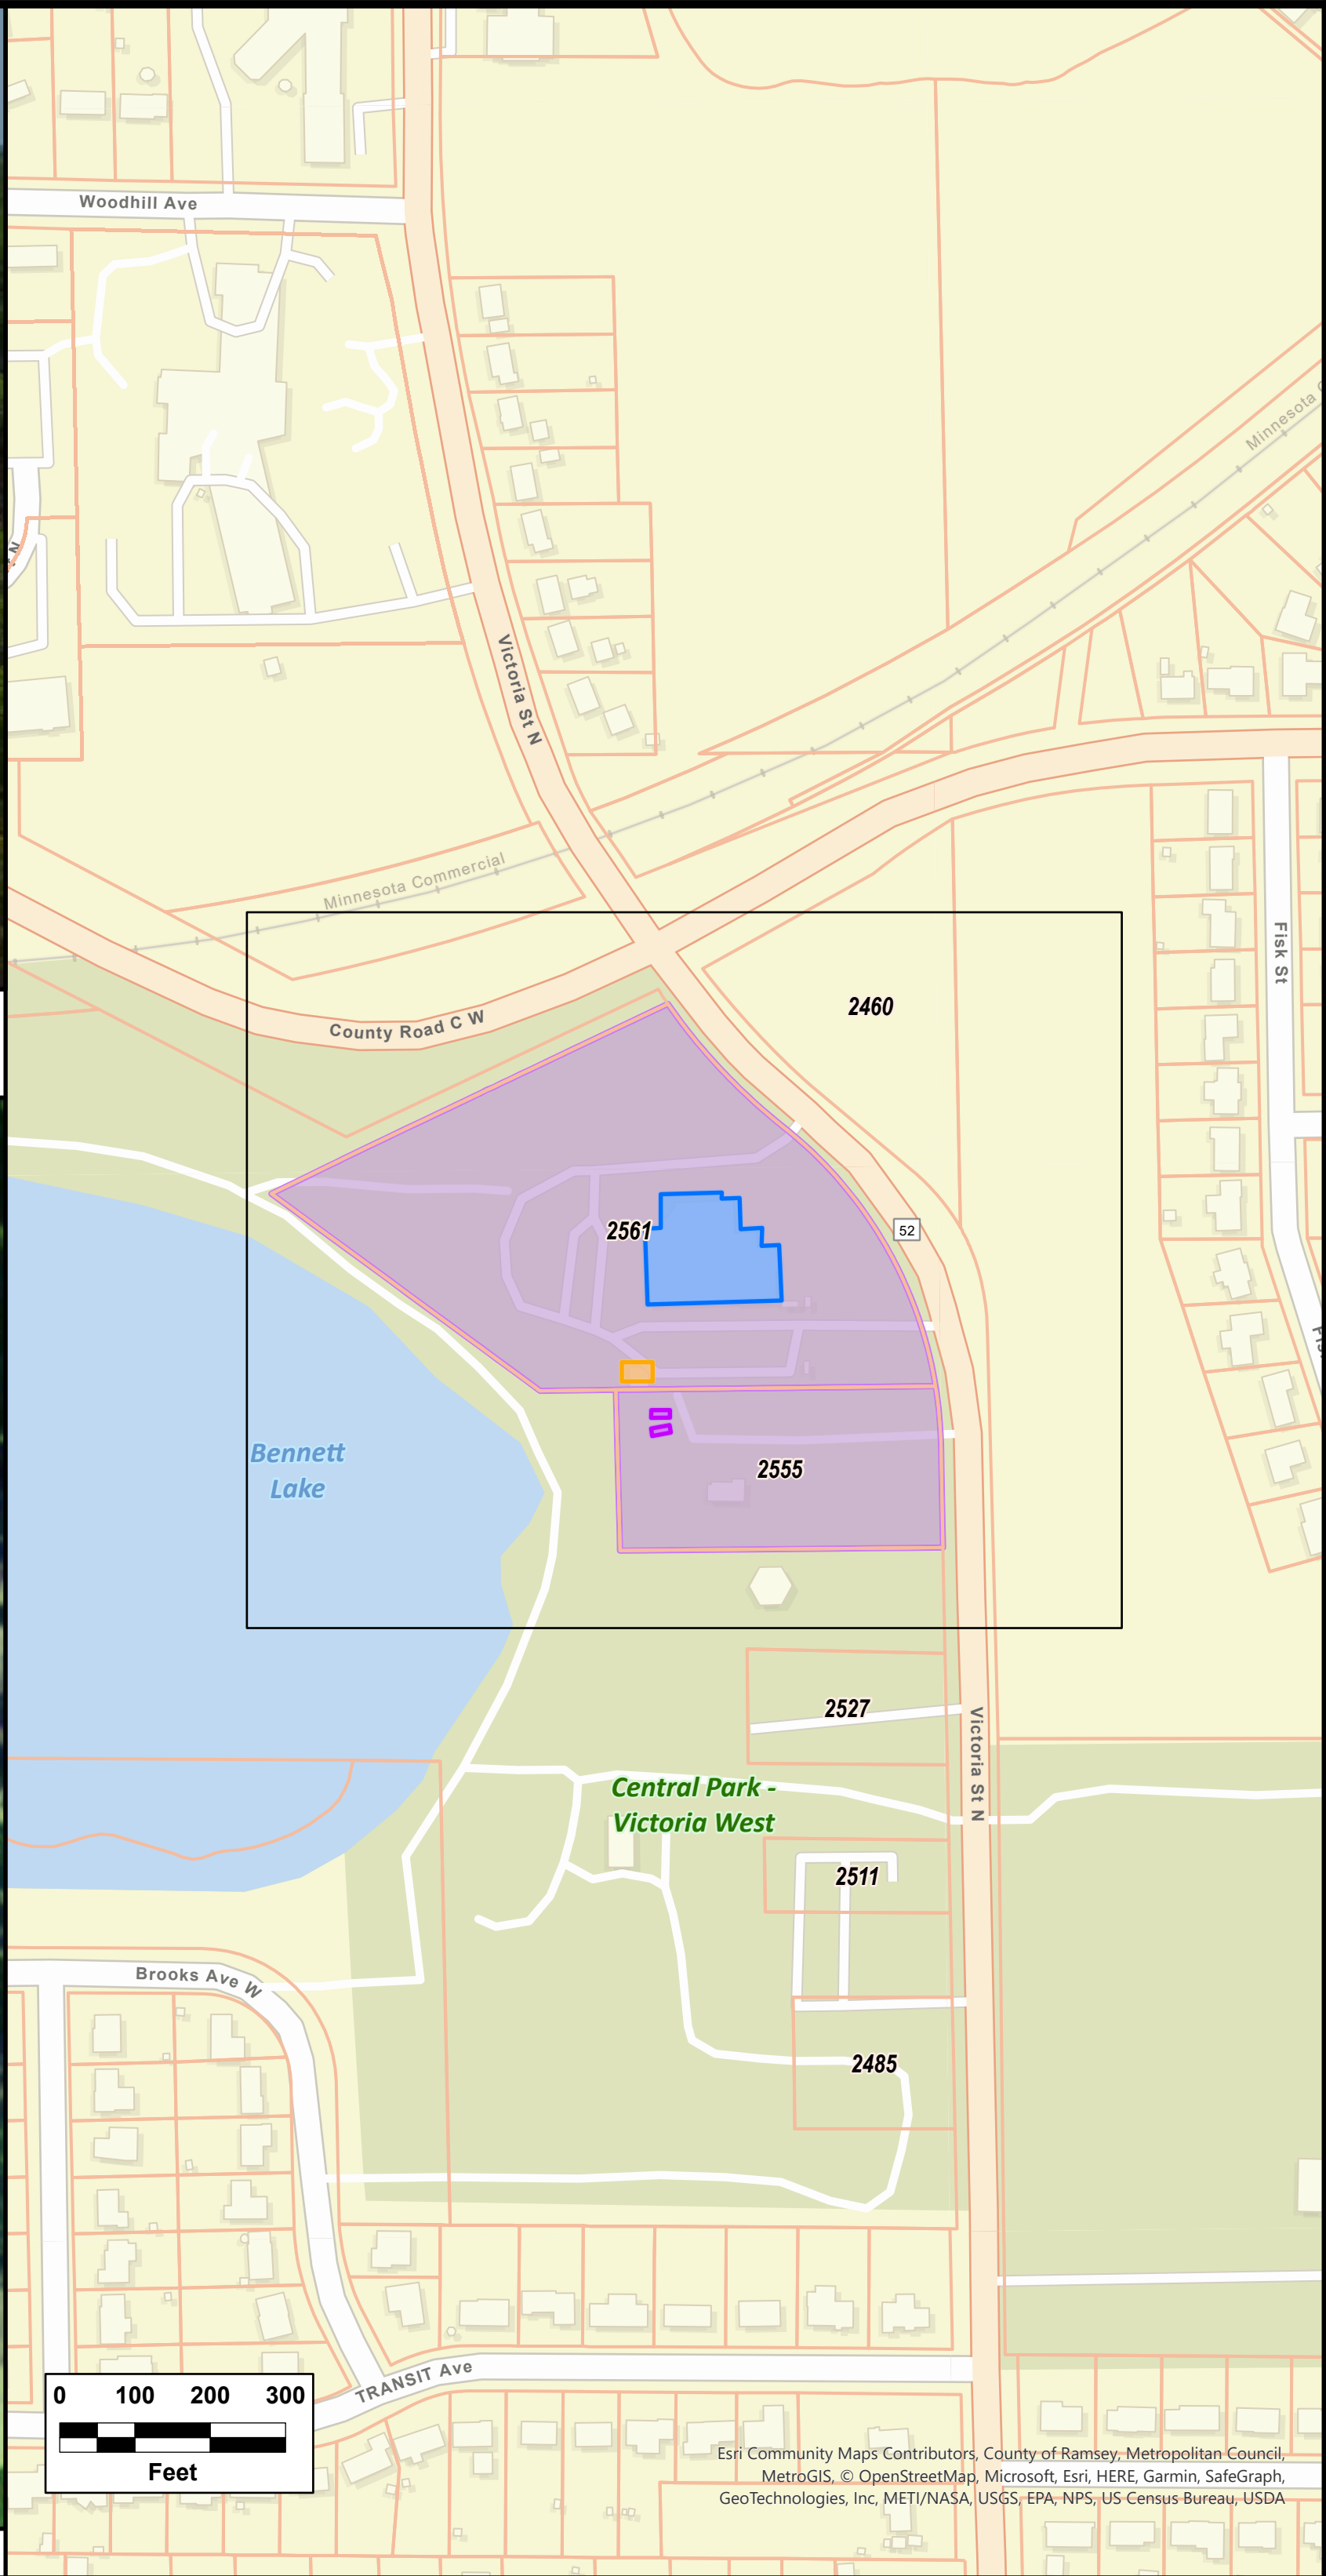 Woodhill Ave
Minnesota
Victoria St N
Minnesota Commercial
Fisk St
2460
County Road C W
2561
52
Bennett
Lake
2555
2527
Victoria St N
Central Park -
Victoria West
2511
Brooks Ave W
2485
TRANSIT Ave
0 100 200 300
Feet
Esri Community Maps Contributors, County of Ramsey, Metropolitan Council,
MetroGIS, © OpenStreetMap, Microsoft, Esri, HERE, Garmin, SafeGraph,
GeoTechnologies, Inc, METI/NASA, USGS, EPA, NPS, US Census Bureau, USDA